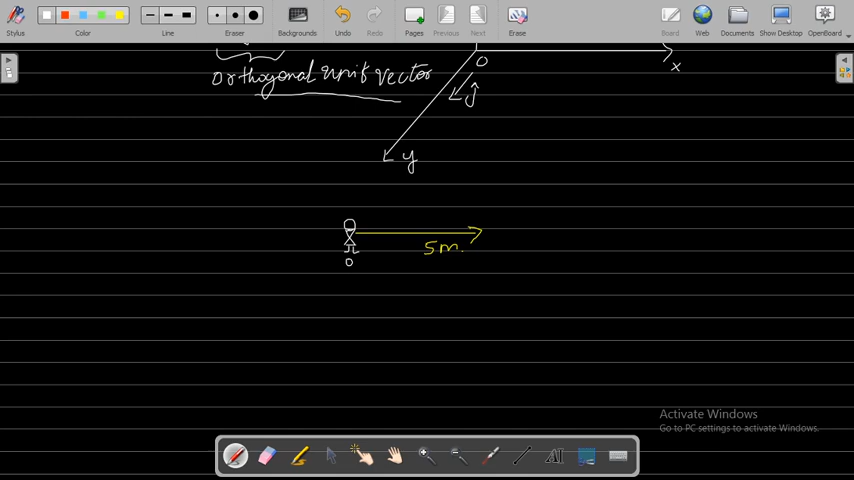 Stylus
Color
Line
Eraser
Backgrounds
Undo
Redo
Pages
Previous
Next
Erase
Board
Web
Documents
Show Desktop
OpenBoard
orthogonal unit vector
O
x
ĵ
y
5m.
O
Activate Windows
Go to PC settings to activate Windows.
AI